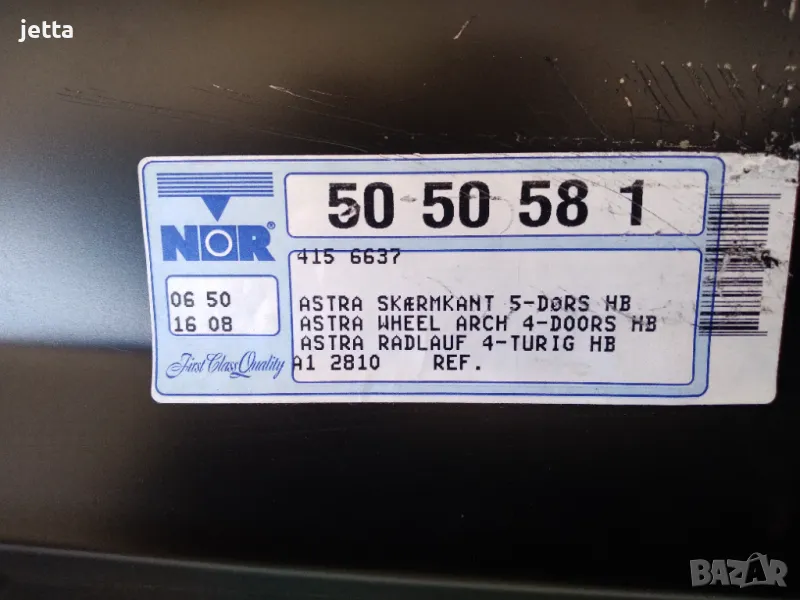 jetta
50 50 58 1
NOR®
415 6637
06 50
16 08
ASTRA SKÆRMKANT 5-DØRS HB
ASTRA WHEEL ARCH 4-DOORS HB
ASTRA RADLAUF 4-TURIG HB
First Class Quality
A1 2810 REF.
BAZAR